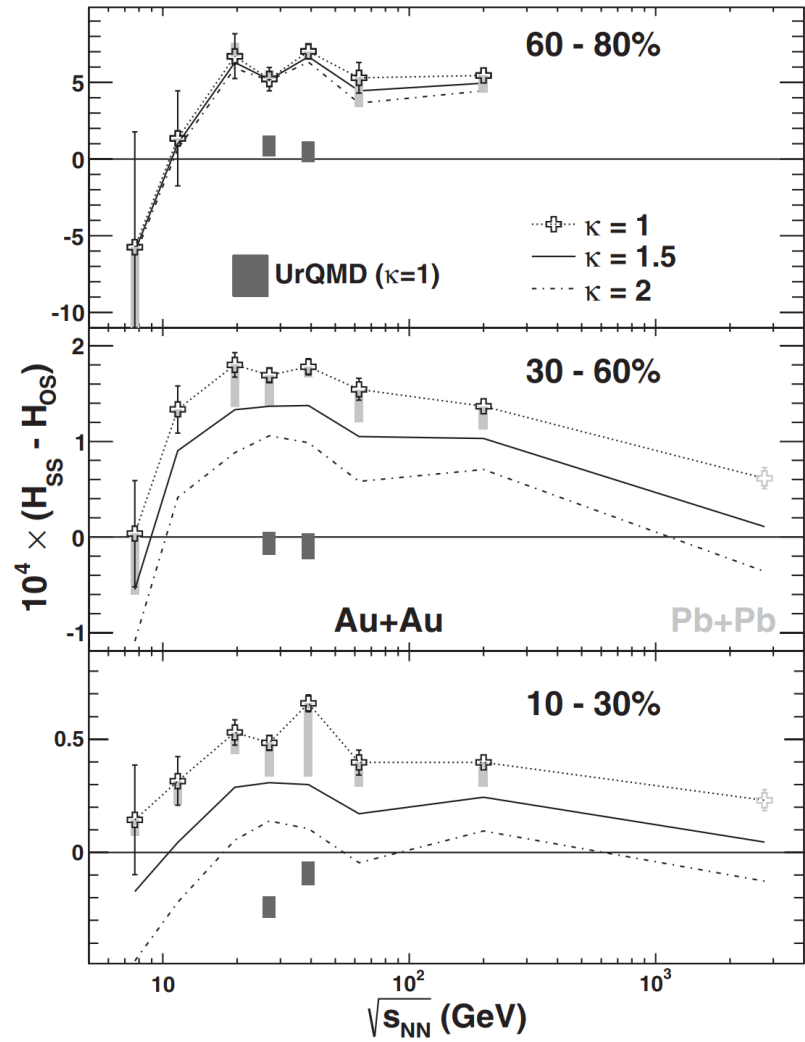 60 - 80%
5
0
-5
-10
κ = 1
κ = 1.5
κ = 2
UrQMD (κ=1)
30 - 60%
2
1
0
-1
Au+Au
Pb+Pb
10 - 30%
0.5
0
10⁴ × (H_SS - H_OS)
10
10²
10³
√s_NN (GeV)